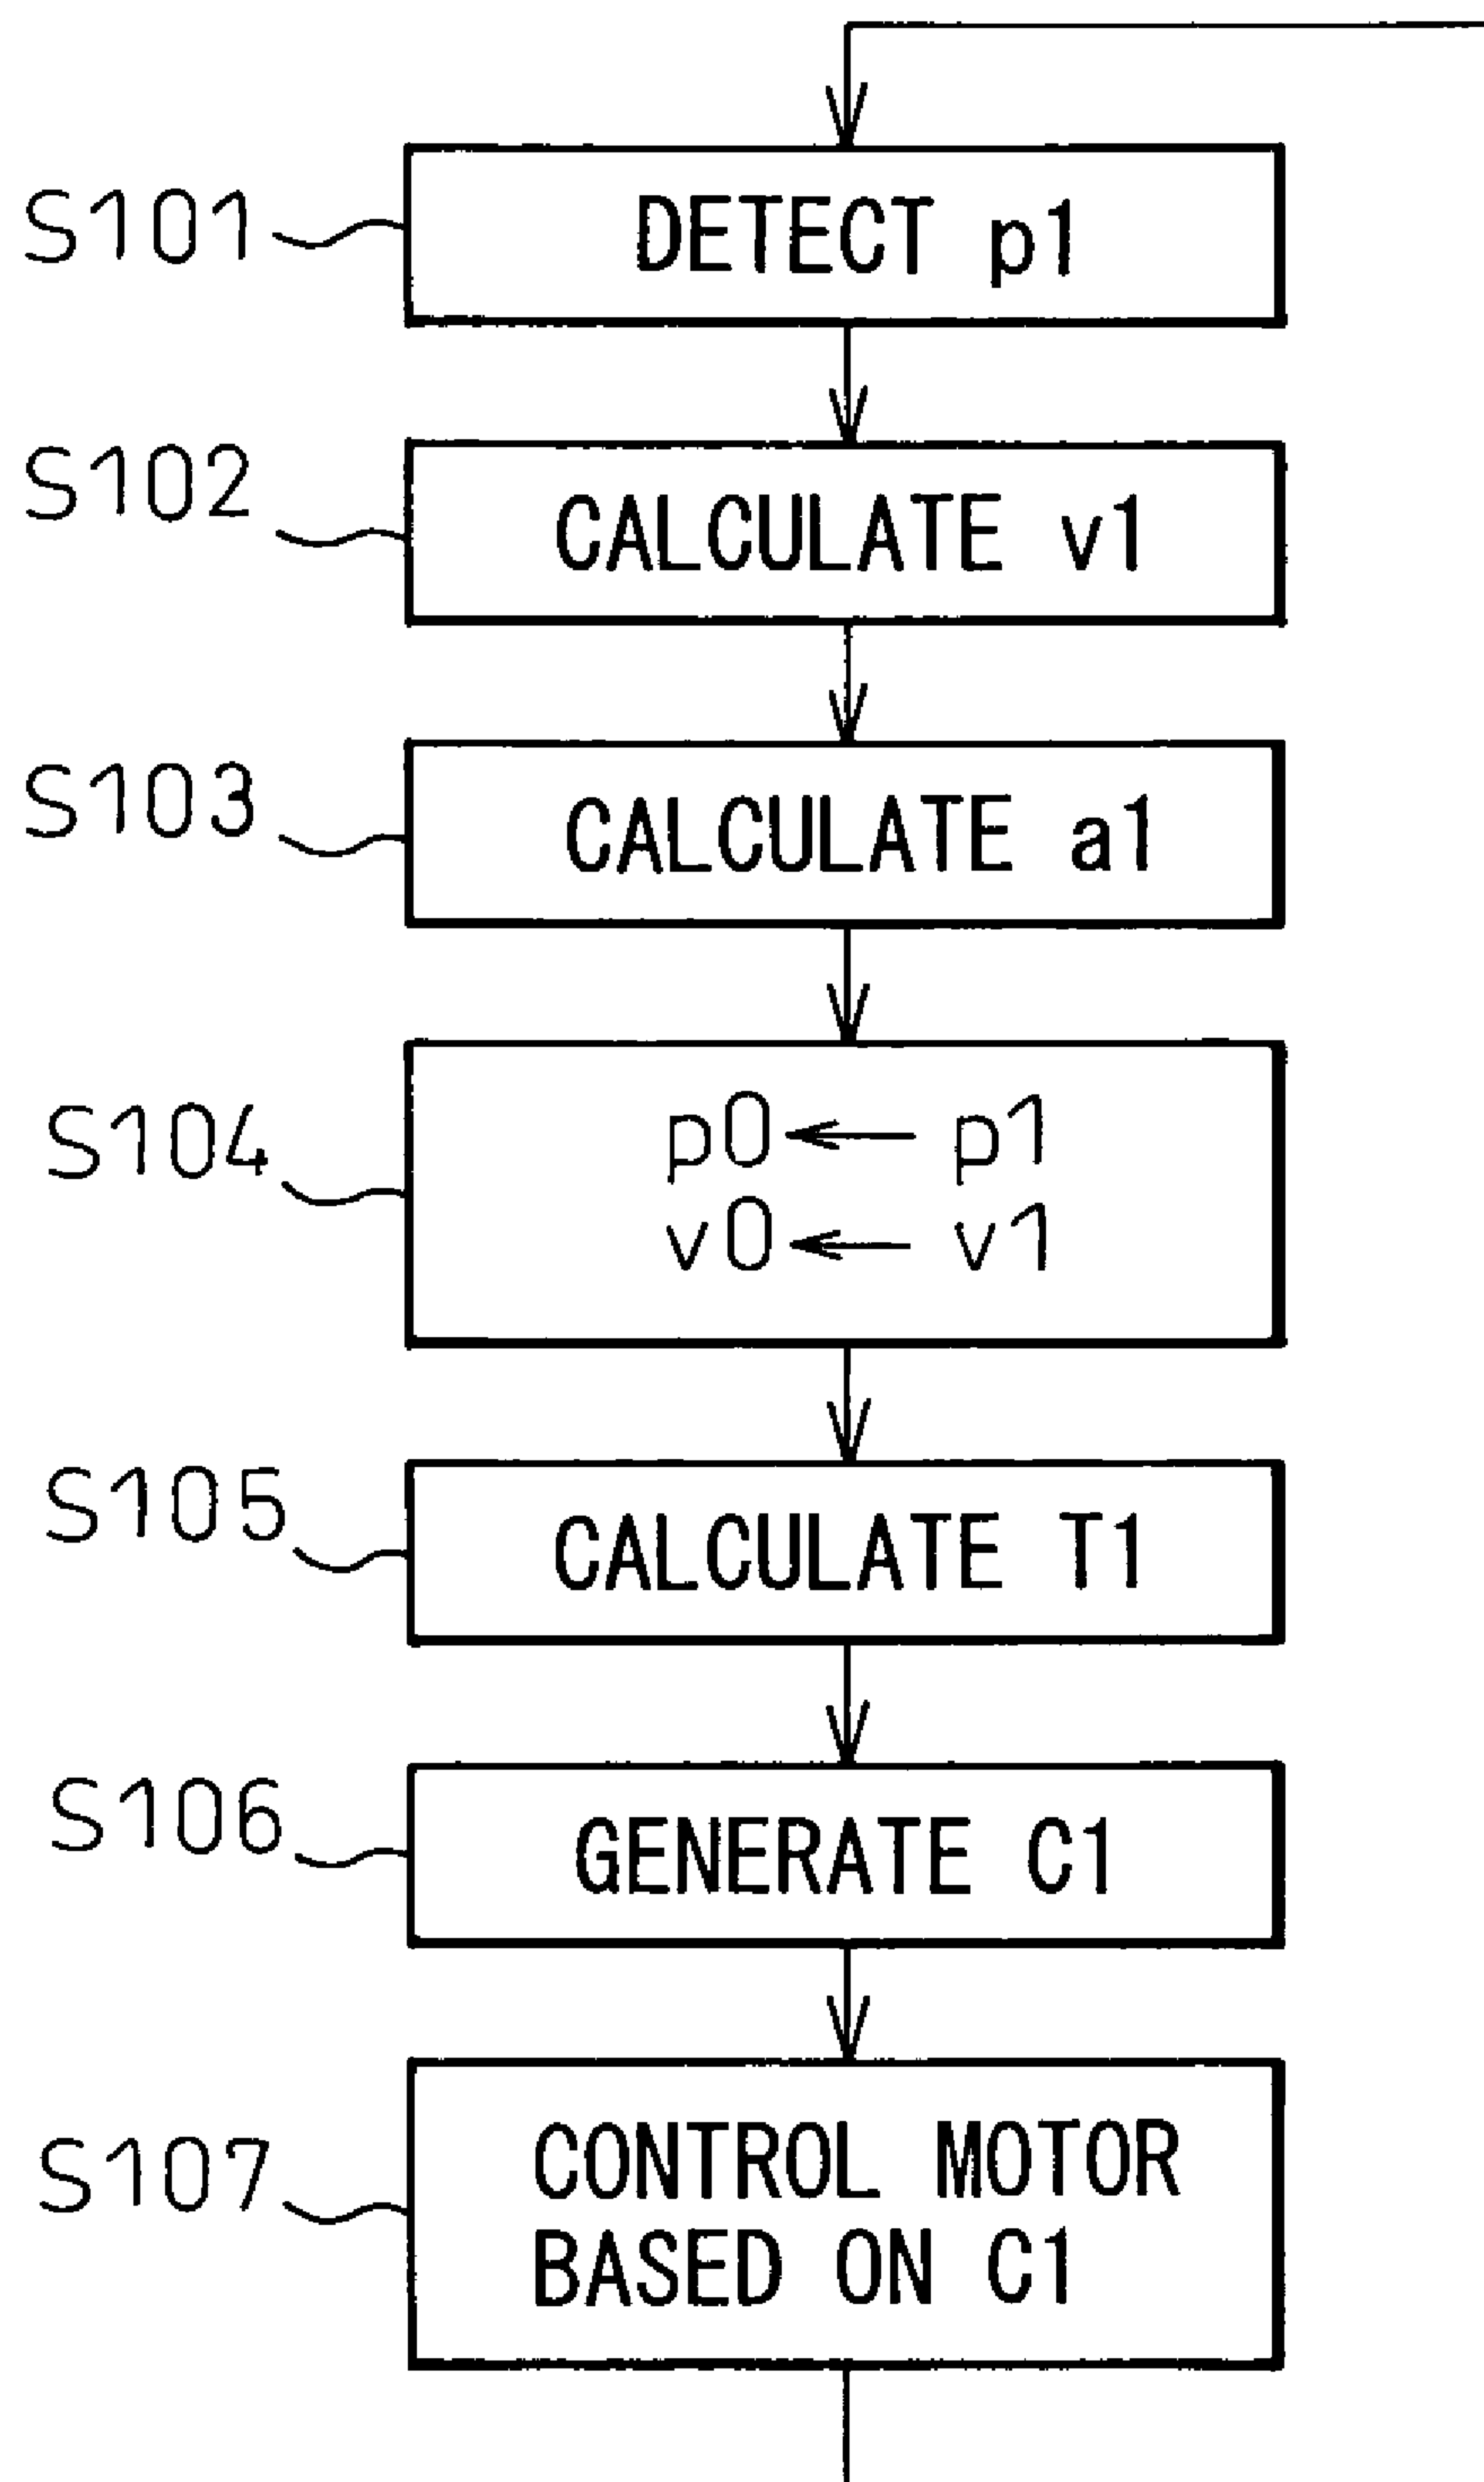 S101
DETECT p1
S102
CALCULATE v1
S103
CALCULATE a1
S104
p0 ← p1
v0 ← v1
S105
CALCULATE T1
S106
GENERATE C1
S107
CONTROL MOTOR
BASED ON C1